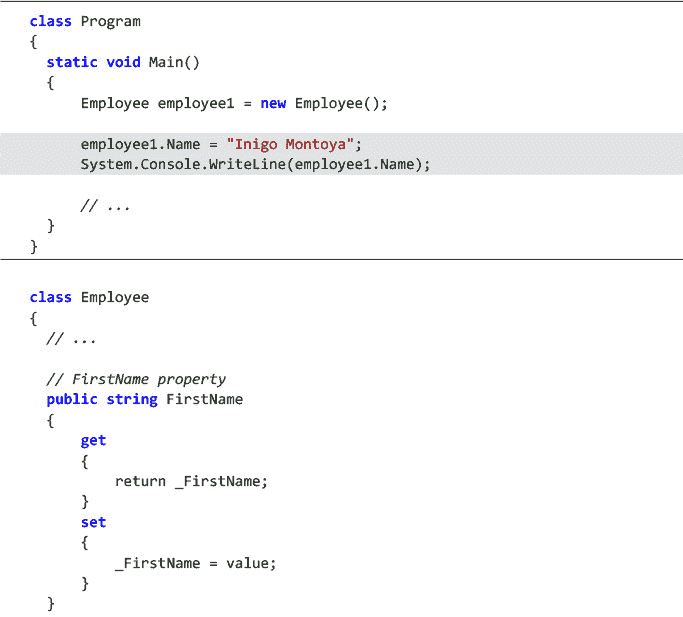 class Program
{
  static void Main()
  {
      Employee employee1 = new Employee();

      employee1.Name = "Inigo Montoya";
      System.Console.WriteLine(employee1.Name);

      // ...
  }
}

class Employee
{
  // ...

  // FirstName property
  public string FirstName
  {
      get
      {
          return _FirstName;
      }
      set
      {
          _FirstName = value;
      }
  }